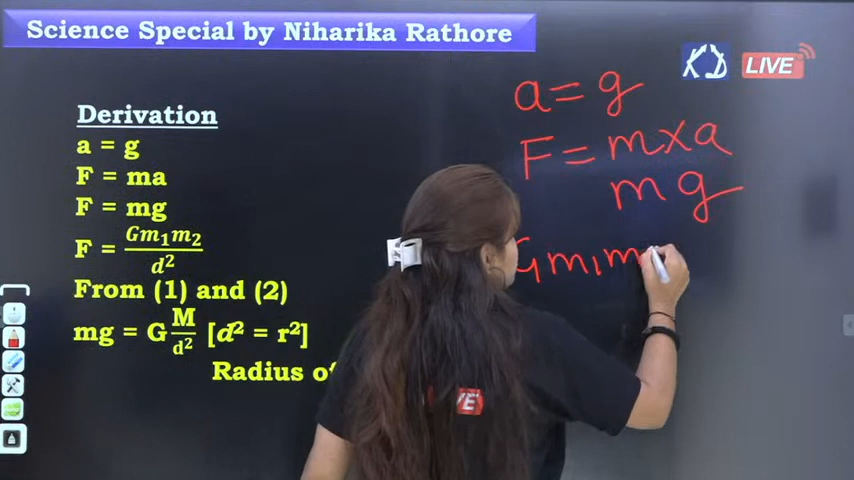 Science Special by Niharika Rathore
KD LIVE
Derivation
a = g
F = ma
F = mg
F = Gm₁m₂ / d²
From (1) and (2)
mg = G M/d² [d² = r²]
Radius of
a = g
F = m×a
mg
Gm₁m